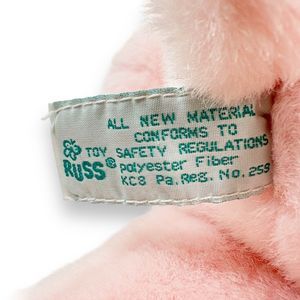 ALL NEW MATERIAL
CONFORMS TO
TOY SAFETY REGULATIONS
RUSS® polyester Fiber
KC8 Pa.Reg. No. 259